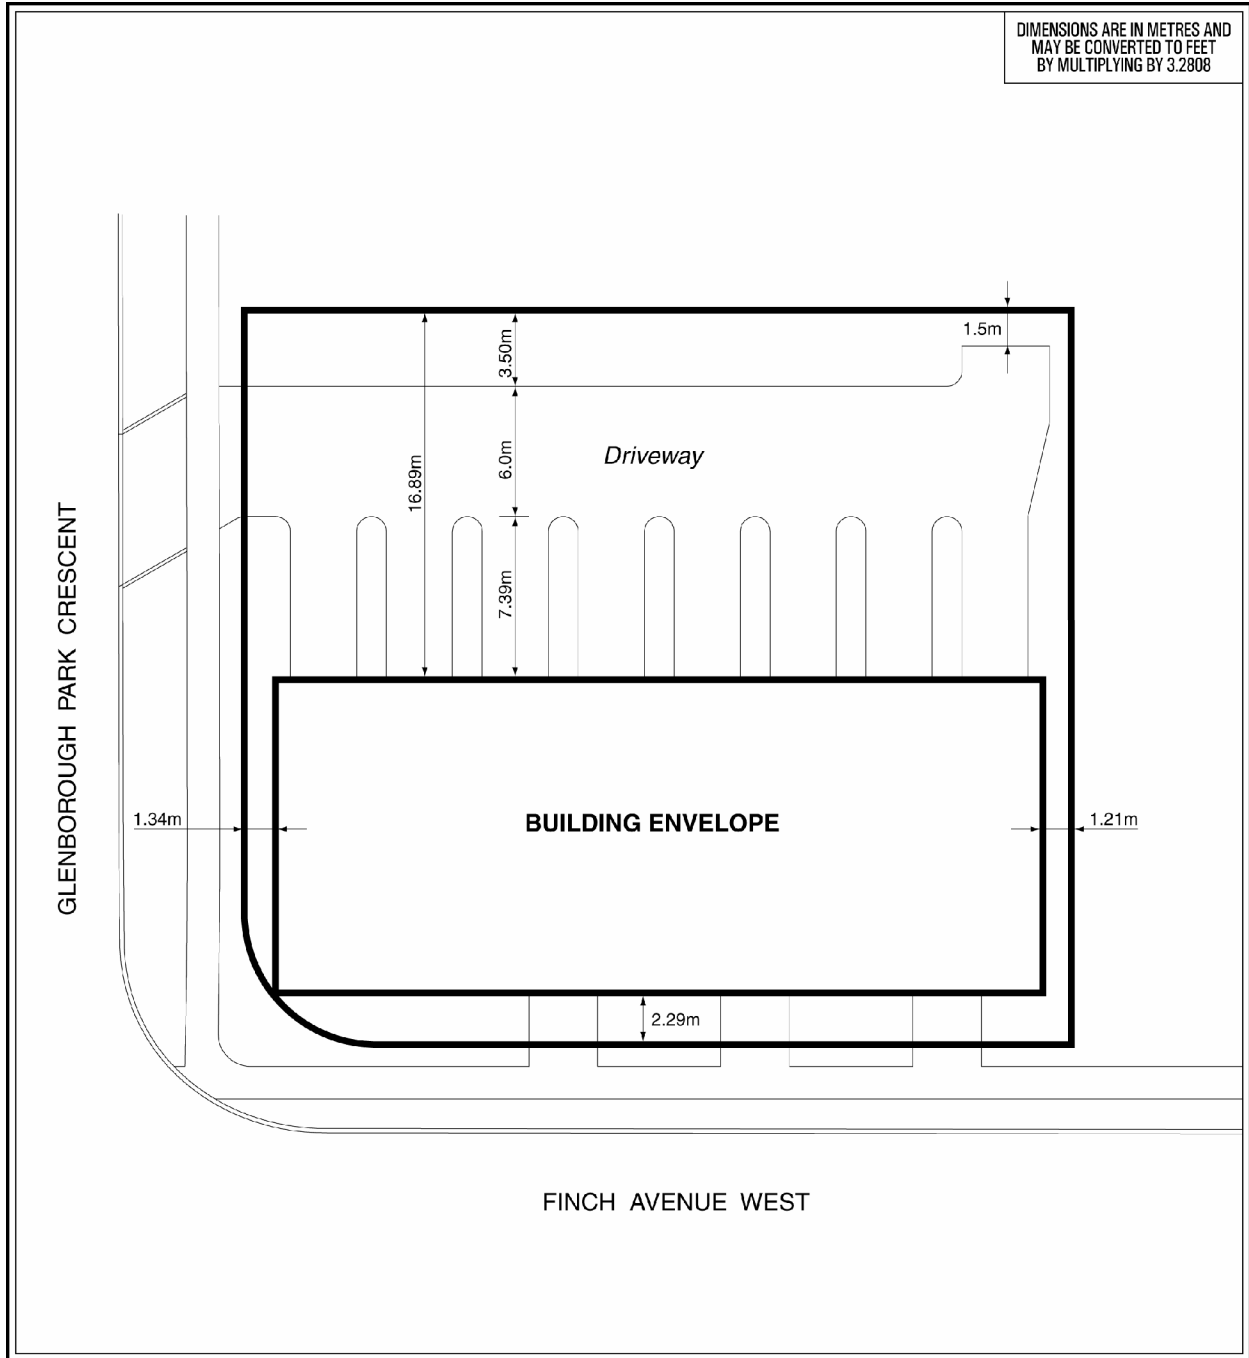 DIMENSIONS ARE IN METRES AND
MAY BE CONVERTED TO FEET
BY MULTIPLYING BY 3.2808
1.5m
3.50m
16.89m
6.0m
Driveway
7.39m
GLENBOROUGH PARK CRESCENT
1.34m
BUILDING ENVELOPE
1.21m
2.29m
FINCH AVENUE WEST